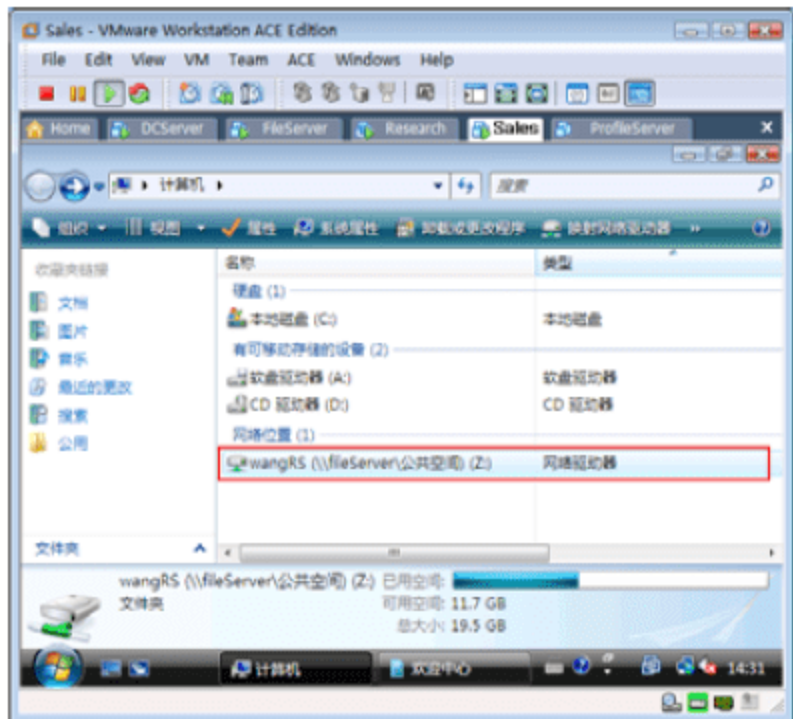 Sales - VMware Workstation ACE Edition
File Edit View VM Team ACE Windows Help
Home DCServer FileServer Research Sales ProfileServer
计算机
搜索
组织 视图 属性 系统属性 卸载或更改程序 映射网络驱动器
收藏夹链接
名称 类型
硬盘 (1)
文档
本地磁盘 (C:) 本地磁盘
图片
有可移动存储的设备 (2)
音乐
软盘驱动器 (A:) 软盘驱动器
最近的更改
CD 驱动器 (D:) CD 驱动器
搜索
网络位置 (1)
公用
wangRS (\\fileServer\公共空间) (Z:) 网络驱动器
文件夹
wangRS (\\fileServer\公共空间) (Z:) 已用空间:
文件夹 可用空间: 11.7 GB
总大小: 19.5 GB
计算机 欢迎中心 14:31